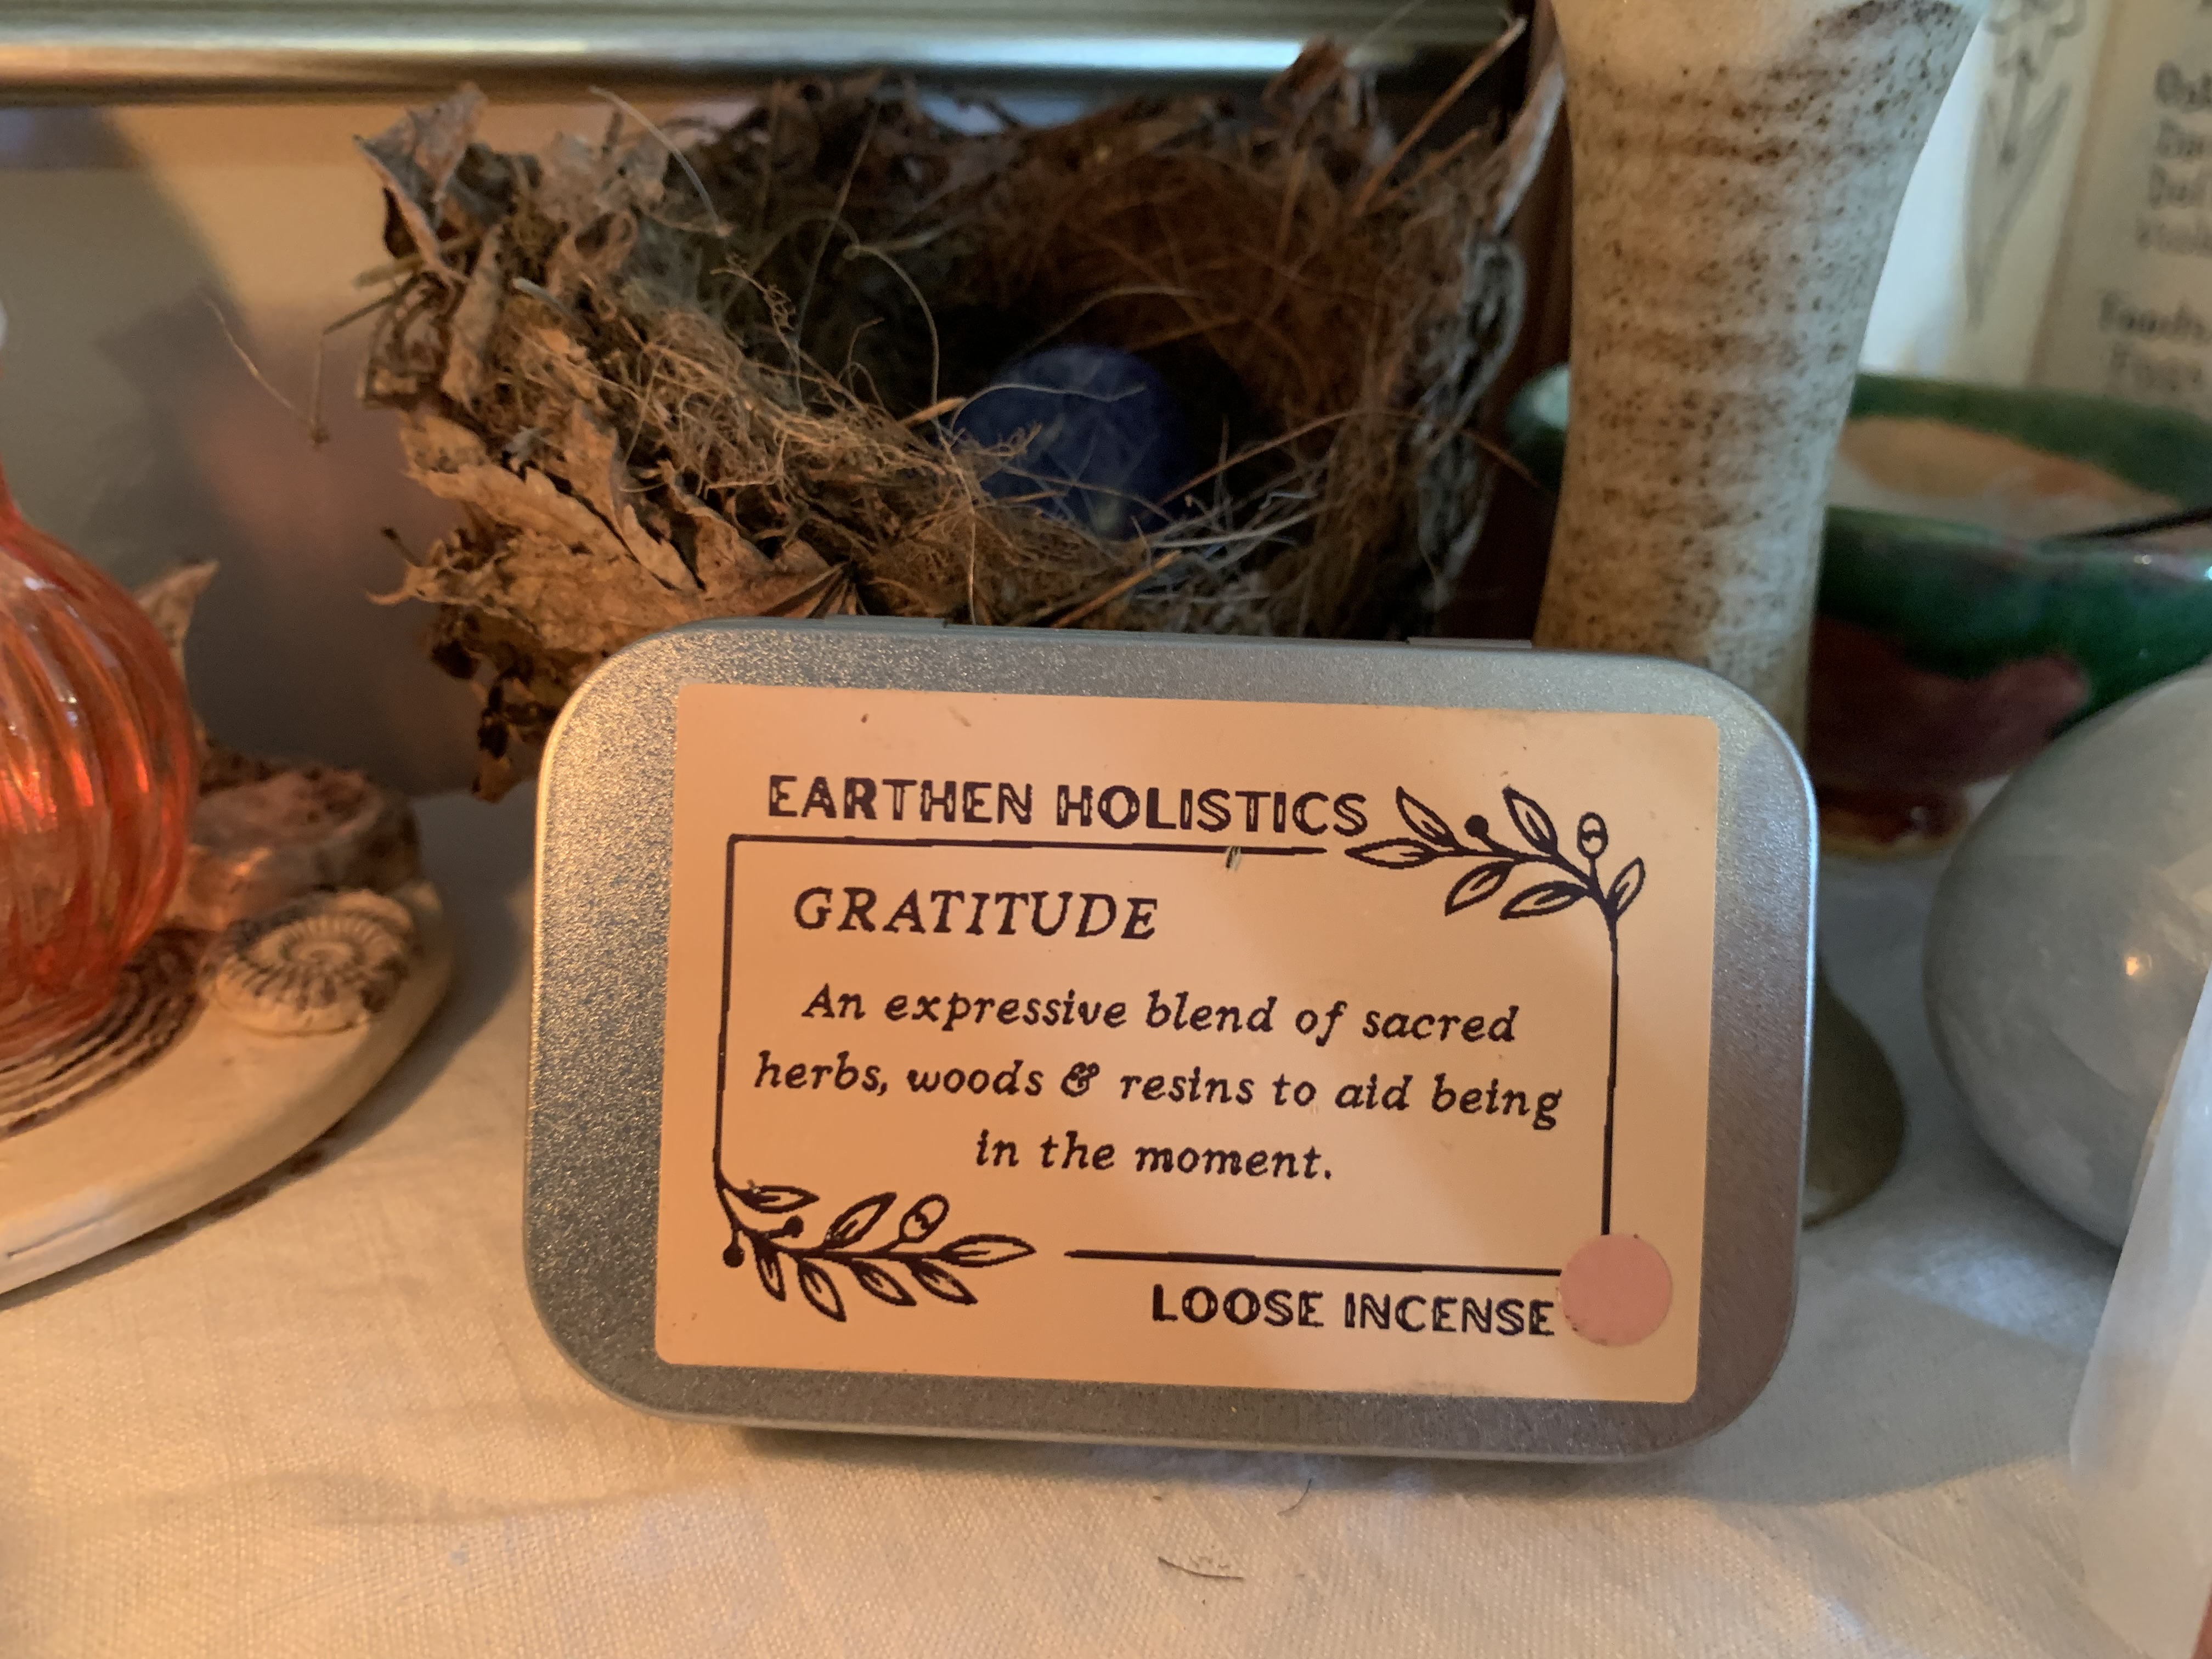 EARTHEN HOLISTICS
GRATITUDE
An expressive blend of sacred
herbs, woods & resins to aid being
in the moment.
LOOSE INCENSE